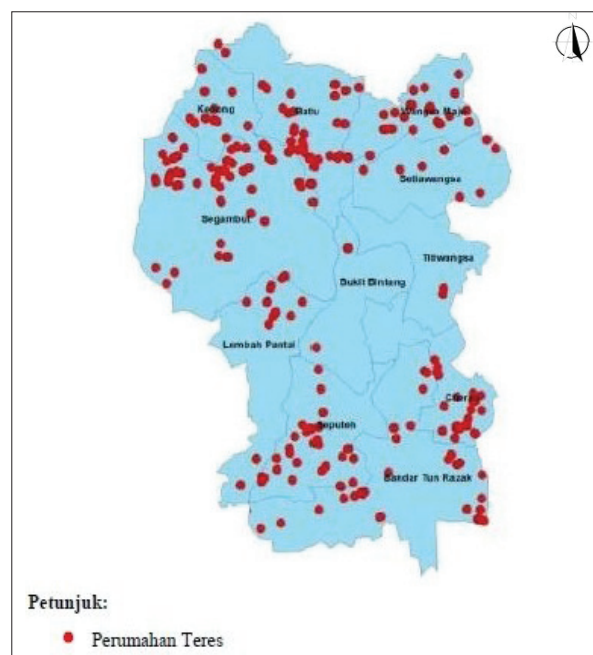 Kepong
Batu
Wangsa Maju
Setiawangsa
Segambut
Titiwangsa
Bukit Bintang
Lembah Pantai
Cheras
Seputeh
Bandar Tun Razak
Petunjuk:
Perumahan Teres